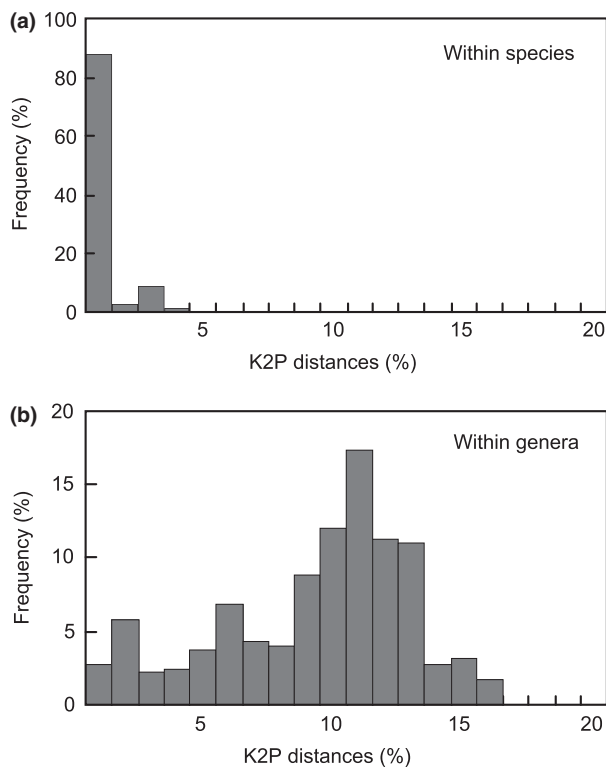 (a)
100
80
60
40
20
0
Frequency (%)
Within species
5 10 15 20
K2P distances (%)
(b)
20
15
10
5
0
Frequency (%)
Within genera
5 10 15 20
K2P distances (%)